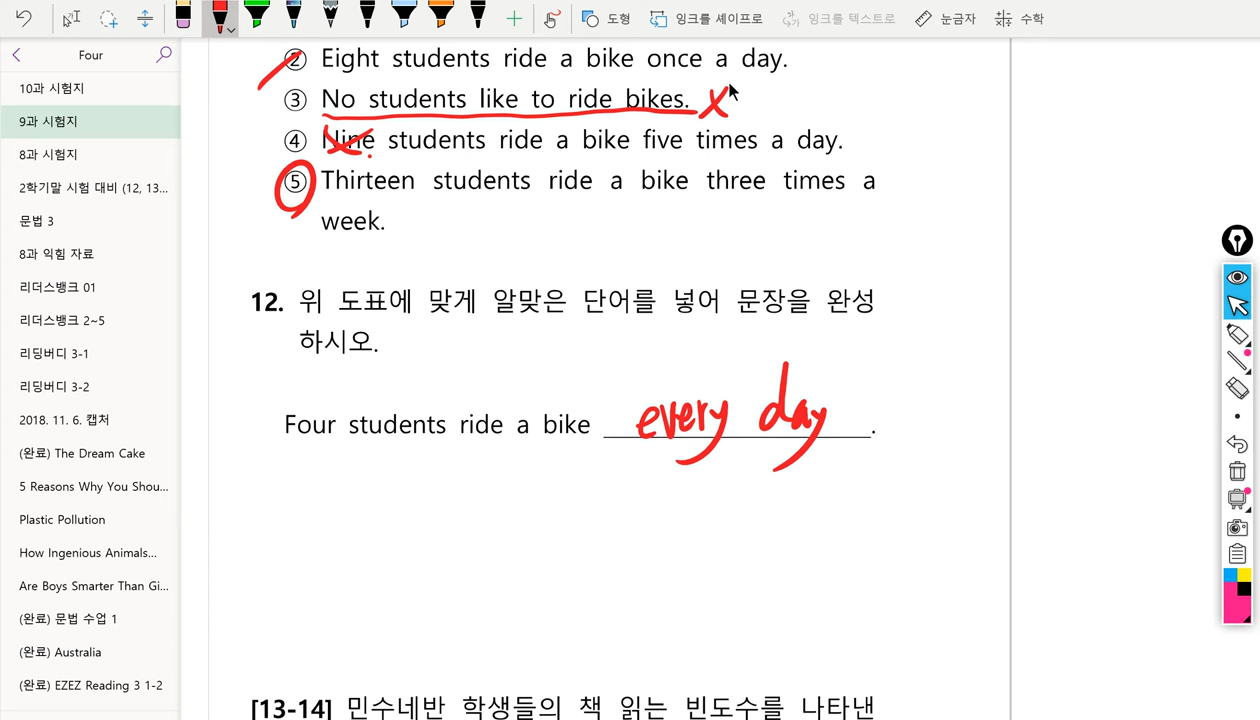 도형
잉크를 셰이프로
잉크를 텍스트로
눈금자
수학
Four
10과 시험지
9과 시험지
8과 시험지
2학기말 시험 대비 (12, 13...
문법 3
8과 익힘 자료
리더스뱅크 01
리더스뱅크 2~5
리딩버디 3-1
리딩버디 3-2
2018. 11. 6. 캡처
(완료) The Dream Cake
5 Reasons Why You Shou...
Plastic Pollution
How Ingenious Animals...
Are Boys Smarter Than Gi...
(완료) 문법 수업 1
(완료) Australia
(완료) EZEZ Reading 3 1-2
② Eight students ride a bike once a day.
③ No students like to ride bikes. X
④ Nine students ride a bike five times a day.
⑤ Thirteen students ride a bike three times a
week.
12. 위 도표에 맞게 알맞은 단어를 넣어 문장을 완성
하시오.
Four students ride a bike every day.
[13-14] 민수네반 학생들의 책 읽는 빈도수를 나타낸